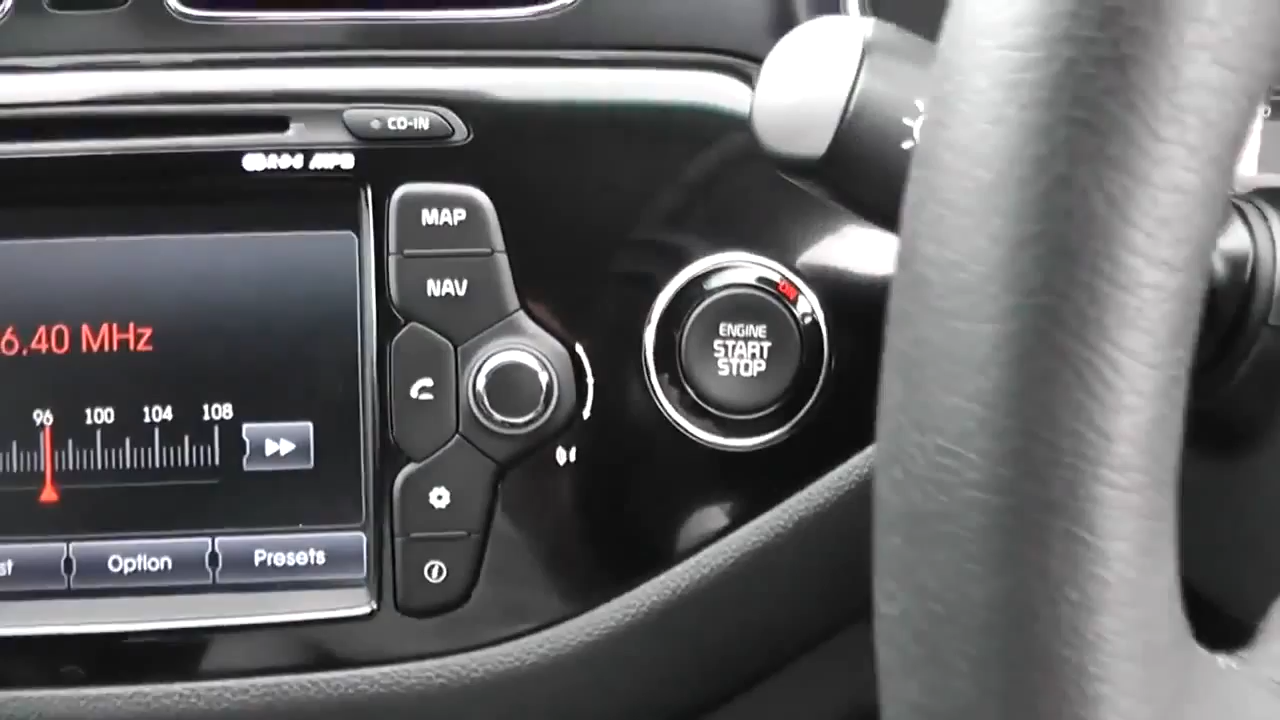 CD-IN
MAP
NAV
6.40 MHz
96 100 104 108
Option
Presets
ON
ENGINE
START
STOP